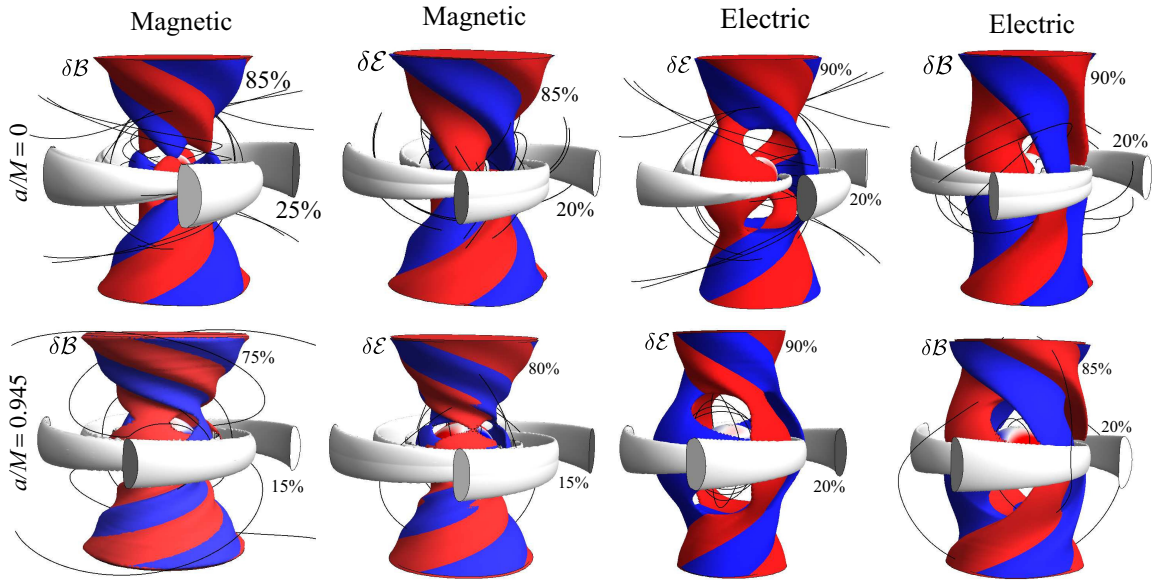 Magnetic Magnetic Electric Electric
a/M = 0
δℬ 85% 25%
δℰ 85% 20%
δℰ 90% 20%
δℬ 90% 20%
a/M = 0.945
δℬ 75% 15%
δℰ 80% 15%
δℰ 90% 20%
δℬ 85% 20%